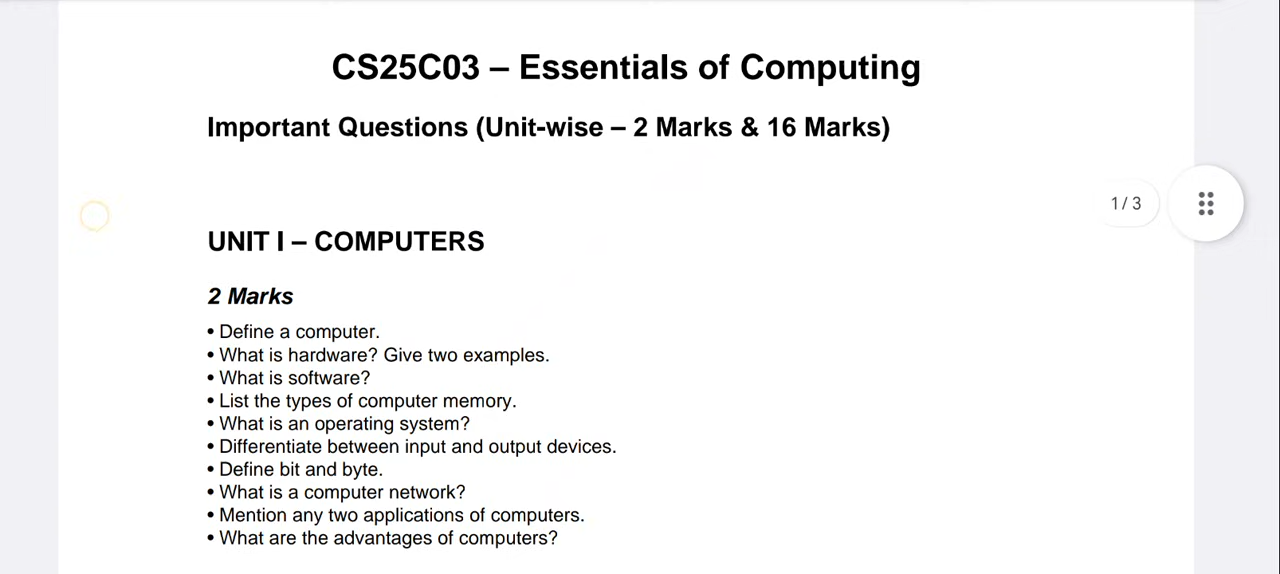 CS25C03 – Essentials of Computing
Important Questions (Unit-wise – 2 Marks & 16 Marks)
1 / 3
UNIT I – COMPUTERS
2 Marks
• Define a computer.
• What is hardware? Give two examples.
• What is software?
• List the types of computer memory.
• What is an operating system?
• Differentiate between input and output devices.
• Define bit and byte.
• What is a computer network?
• Mention any two applications of computers.
• What are the advantages of computers?